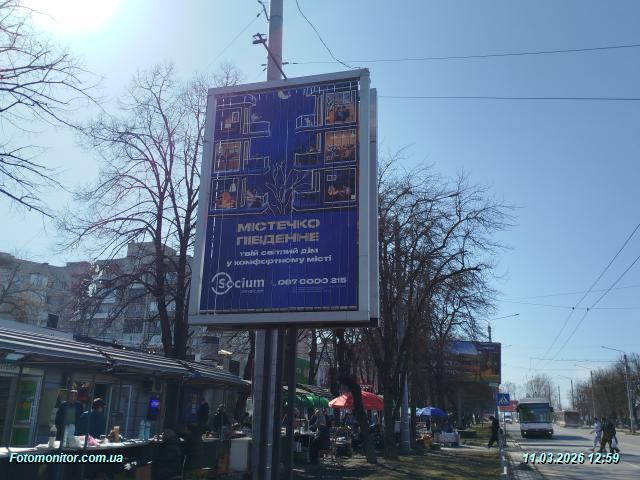 МІСТЕЧКО
ПІВДЕННЕ
твій світлий дім
у комфортному місті
Socium
067 0000 215
Fotomonitor.com.ua
11.03.2026 12:59